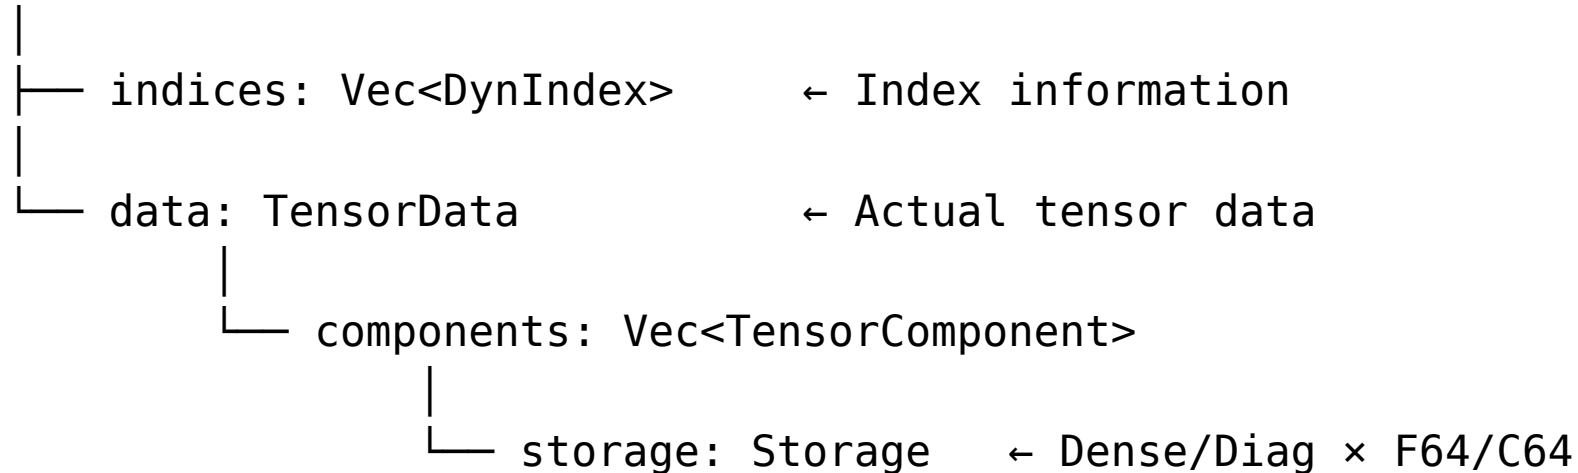 │
├── indices: Vec<DynIndex>     ← Index information
│
└── data: TensorData           ← Actual tensor data
        │
        └── components: Vec<TensorComponent>
                │
                └── storage: Storage   ← Dense/Diag × F64/C64